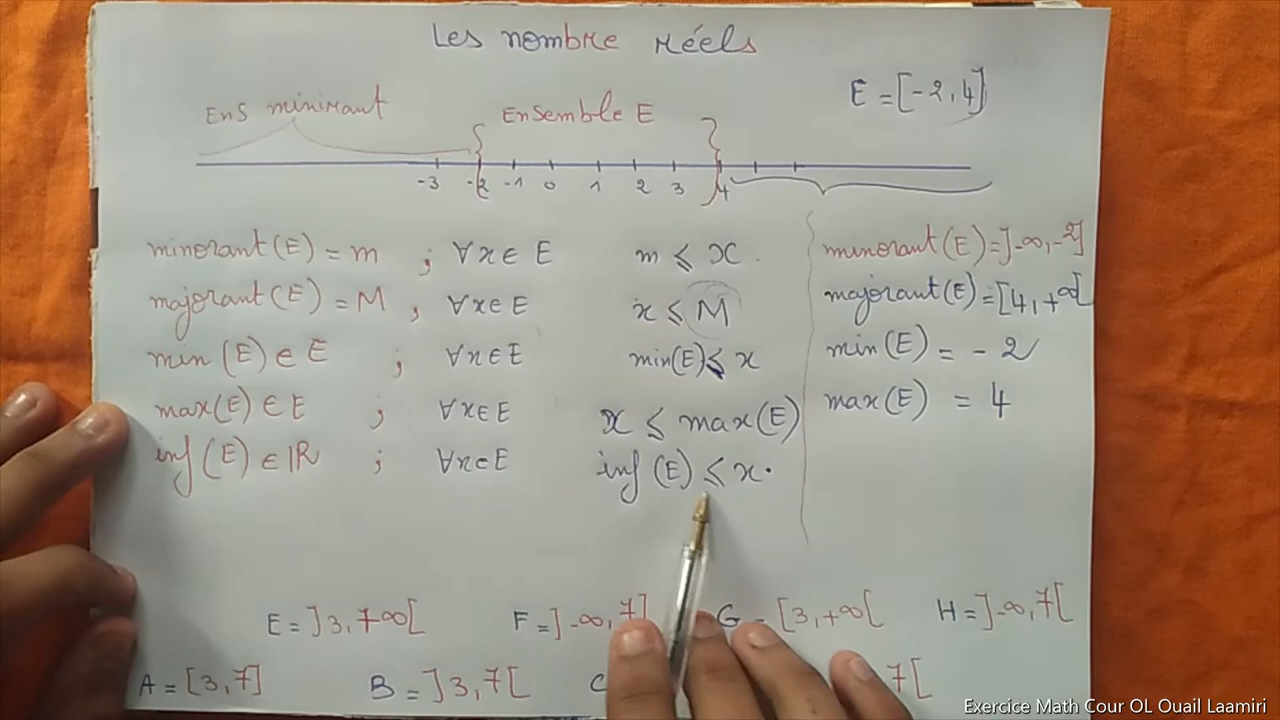 Les nombre réels
E = [-2, 4]
Ens minirant
Ensemble E
-3 -2 -1 0 1 2 3 4
minorant(E) = m ; ∀x∈E m ⩽ x.
majorant(E) = M , ∀x∈E x ⩽ M
min(E) ∈ E ; ∀x∈E min(E) ⩽ x
max(E) ∈ E ; ∀x∈E x ⩽ max(E)
inf(E) ∈ ℝ ; ∀x∈E inf(E) ⩽ x.
minorant(E) = ]-∞, -2]
majorant(E) = [4, +∞[
min(E) = -2
max(E) = 4
E = ]3, +∞[ F = ]-∞, 7] G = [3, +∞[ H = ]-∞, 7[
A = [3, 7] B = ]3, 7[ C 7[
Exercice Math Cour OL Ouail Laamiri